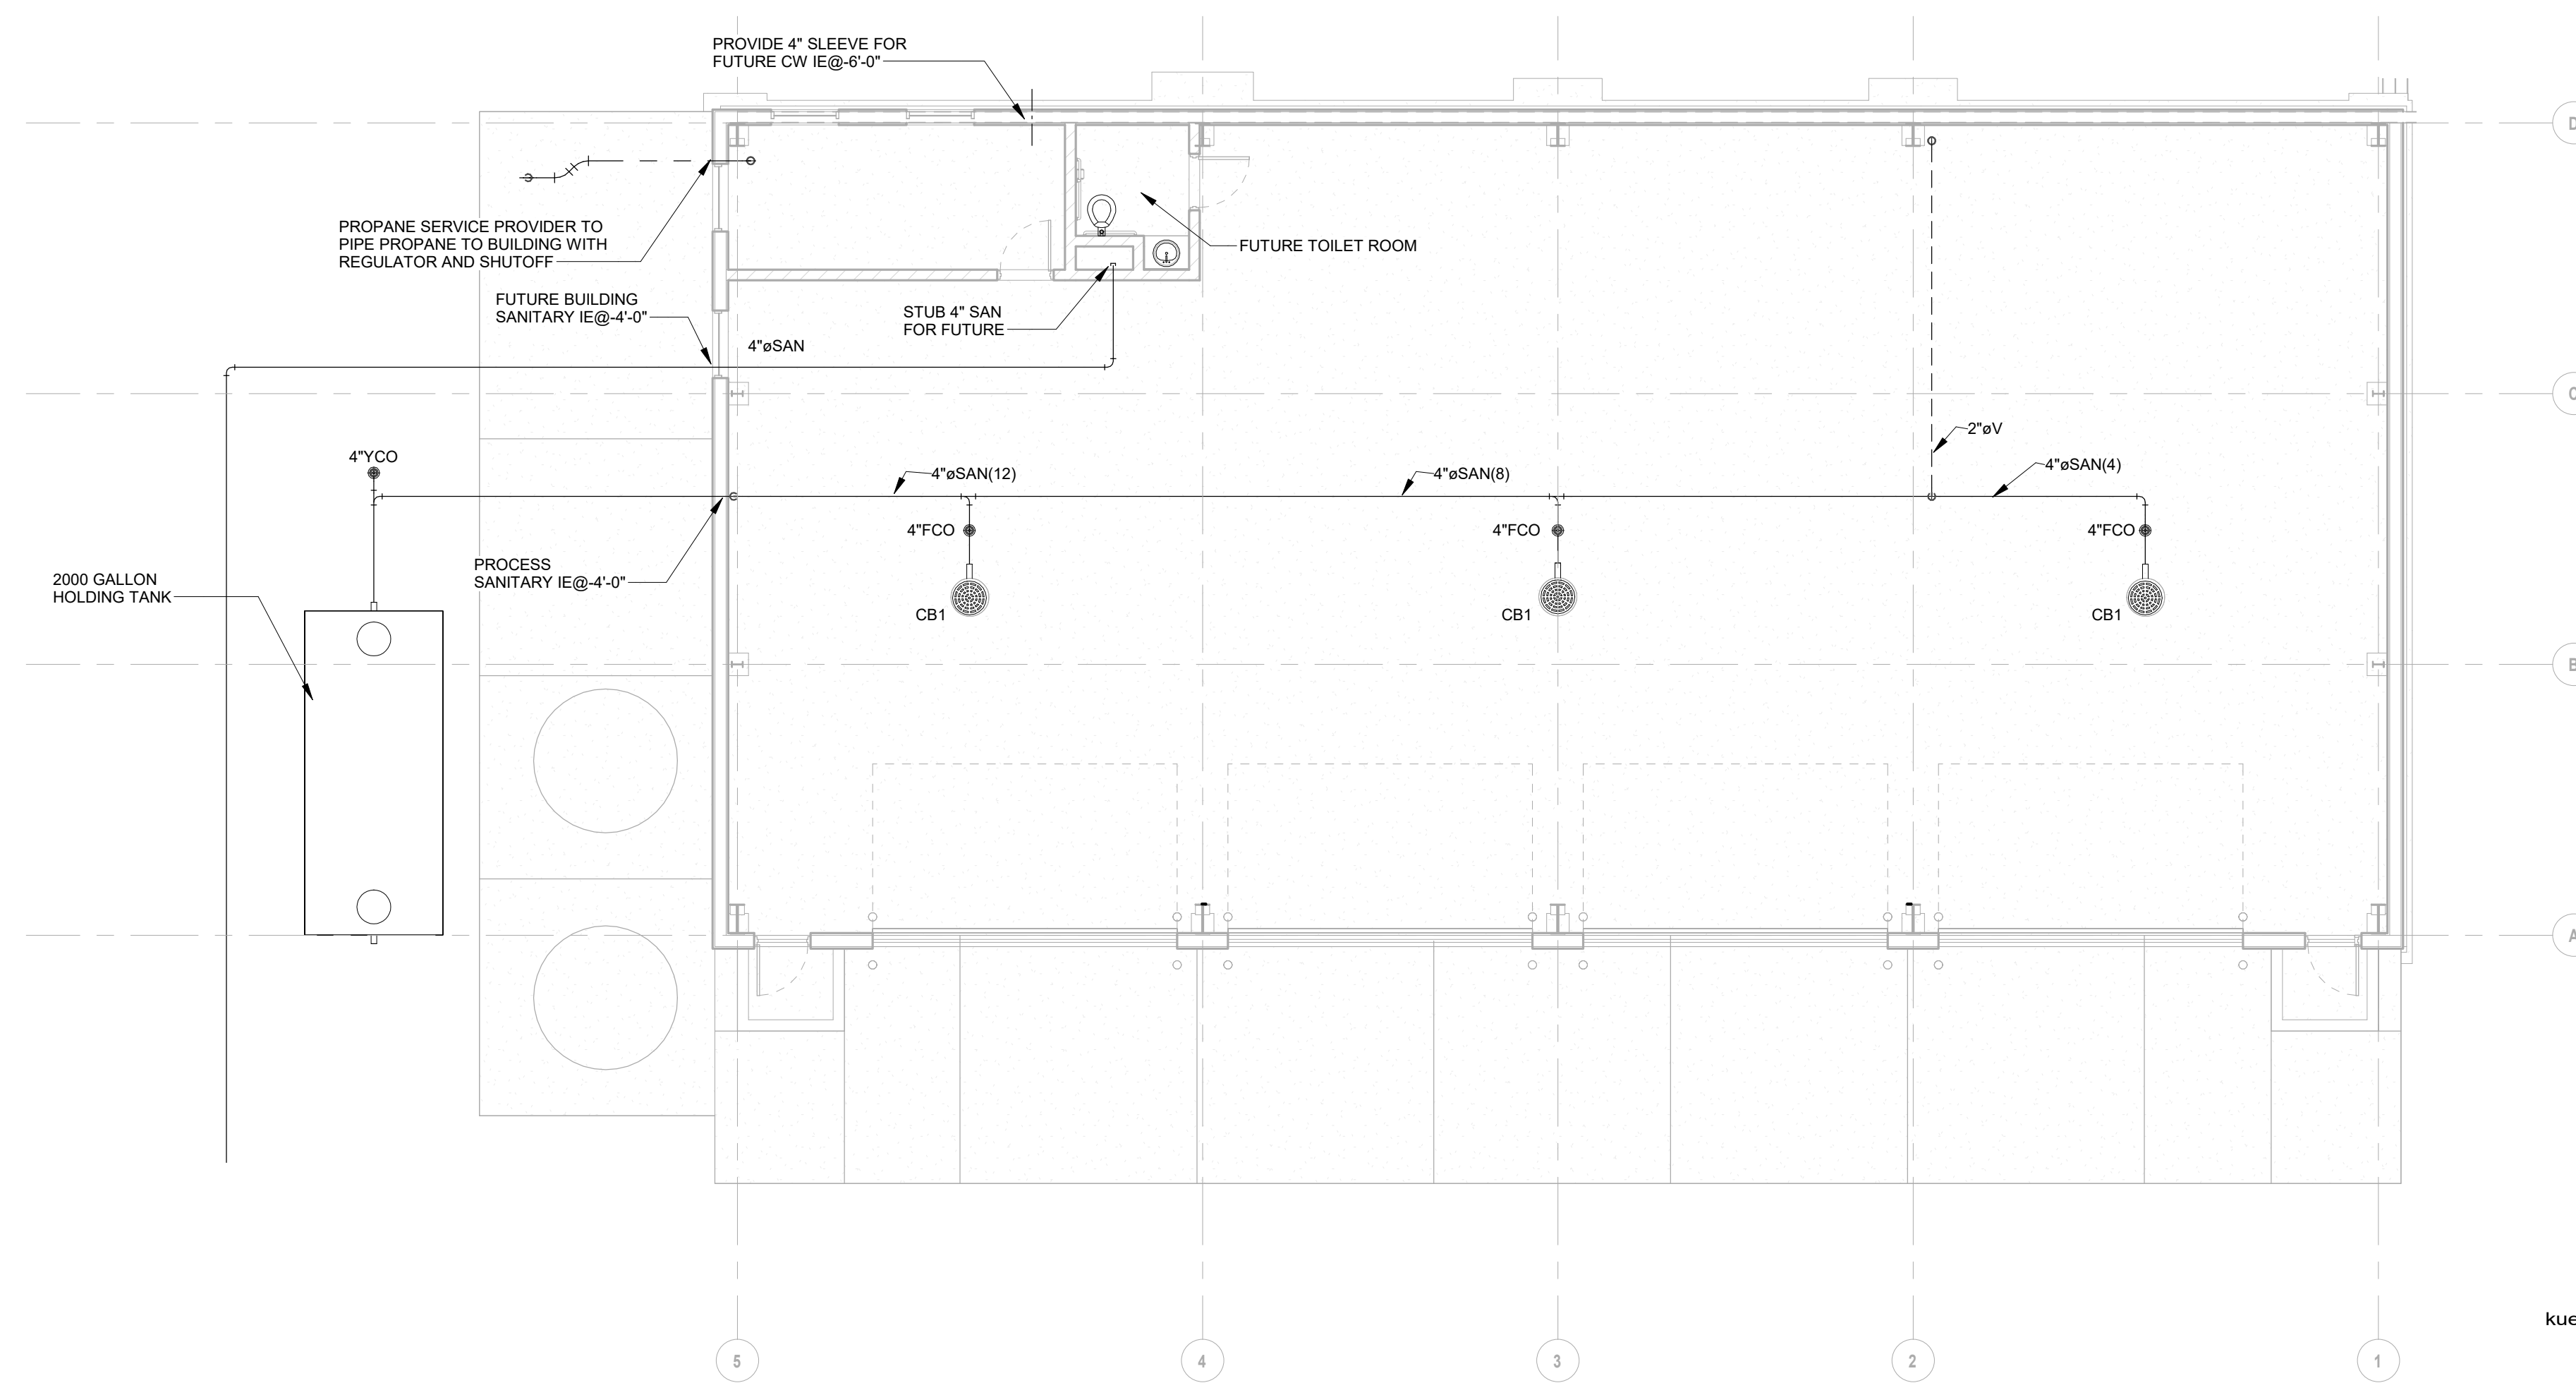 PROVIDE 4" SLEEVE FOR
FUTURE CW IE@-6'-0"
D
PROPANE SERVICE PROVIDER TO
PIPE PROPANE TO BUILDING WITH
REGULATOR AND SHUTOFF
FUTURE TOILET ROOM
FUTURE BUILDING
SANITARY IE@-4'-0"
STUB 4" SAN
FOR FUTURE
4"øSAN
C
2"øV
4"YCO
4"øSAN(12)
4"øSAN(8)
4"øSAN(4)
4"FCO
4"FCO
4"FCO
PROCESS
SANITARY IE@-4'-0"
2000 GALLON
HOLDING TANK
CB1
CB1
CB1
B
A
kue
5
4
3
2
1